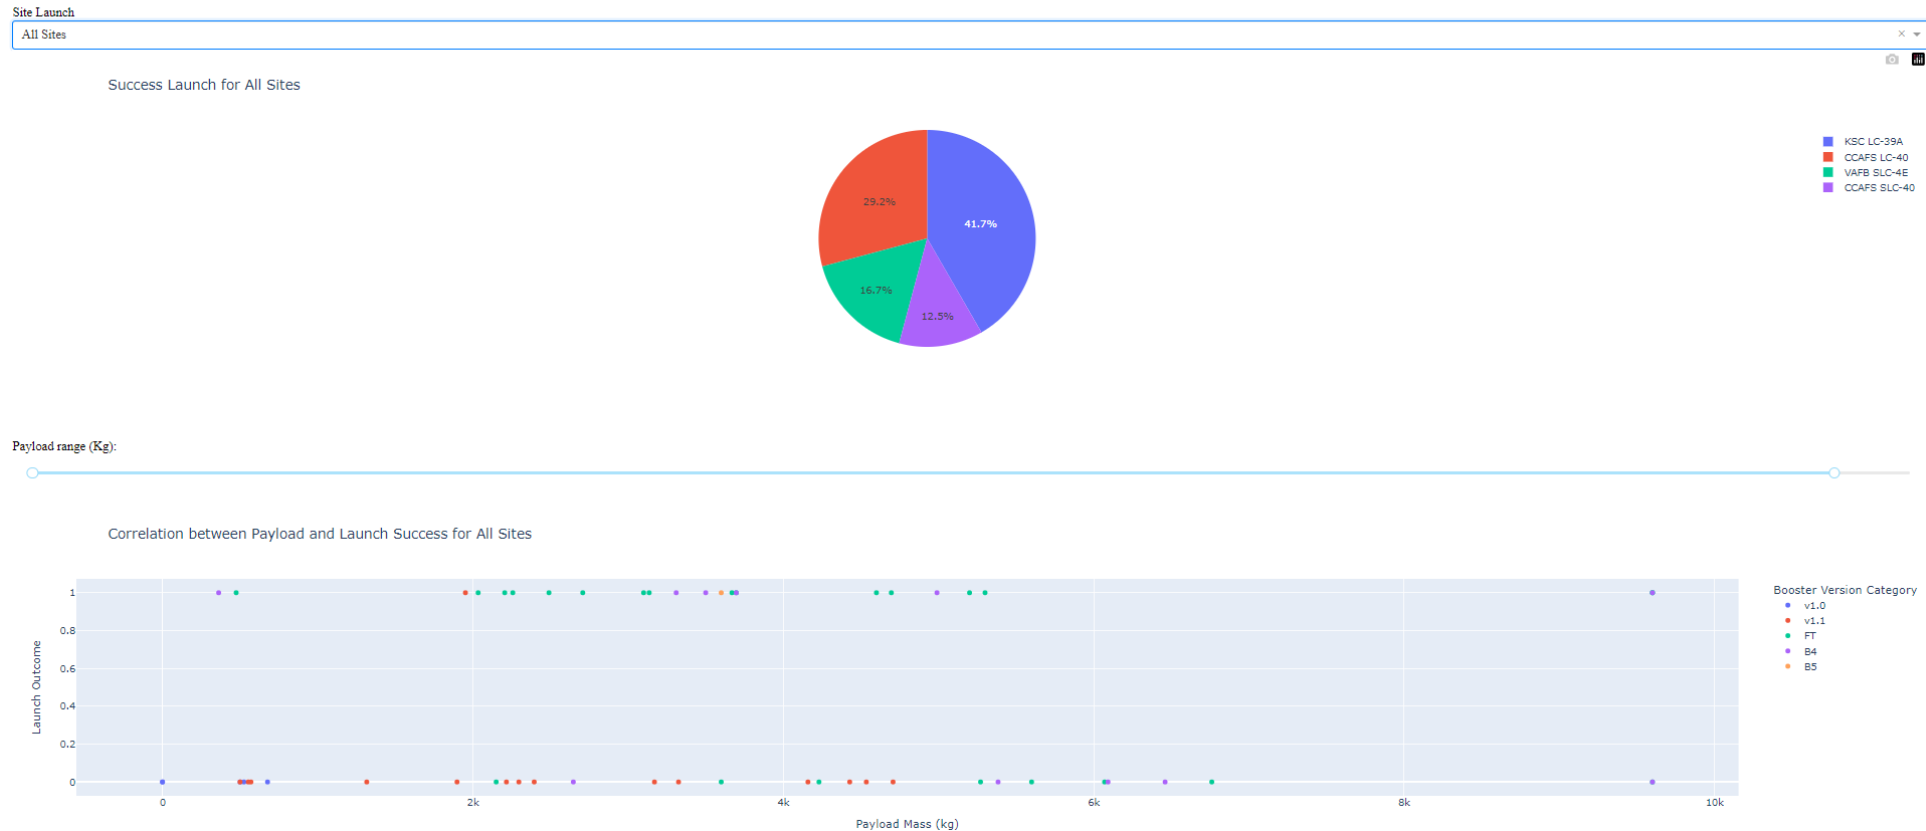 Site Launch
All Sites
Success Launch for All Sites
KSC LC-39A
CCAFS LC-40
VAFB SLC-4E
CCAFS SLC-40
29.2%
41.7%
16.7%
12.5%
Payload range (Kg):
Correlation between Payload and Launch Success for All Sites
Booster Version Category
v1.0
v1.1
FT
B4
B5
Launch Outcome
1
0.8
0.6
0.4
0.2
0
0 2k 4k 6k 8k 10k
Payload Mass (kg)